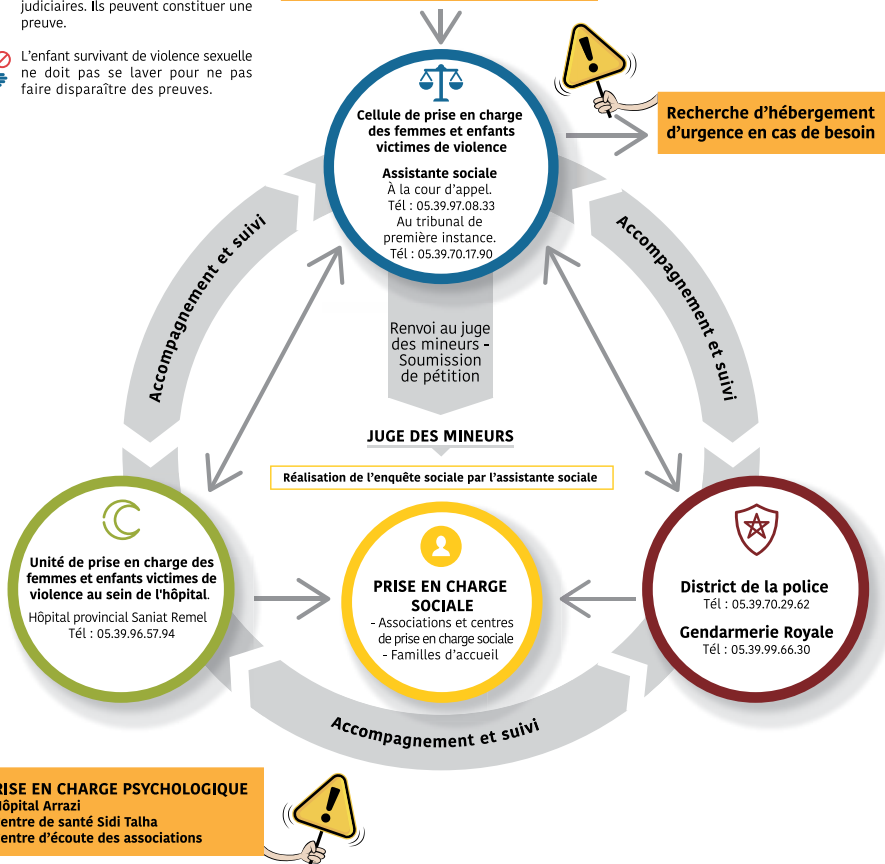 judiciaires. Ils peuvent constituer une
preuve.
L'enfant survivant de violence sexuelle
ne doit pas se laver pour ne pas
faire disparaître des preuves.
Cellule de prise en charge
des femmes et enfants
victimes de violence
Assistante sociale
À la cour d'appel.
Tél : 05.39.97.08.33
Au tribunal de
première instance.
Tél : 05.39.70.17.90
Recherche d'hébergement
d'urgence en cas de besoin
Accompagnement et suivi
Accompagnement et suivi
Renvoi au juge
des mineurs -
Soumission
de pétition
JUGE DES MINEURS
Réalisation de l'enquête sociale par l'assistante sociale
Unité de prise en charge des
femmes et enfants victimes de
violence au sein de l'hôpital.
Hôpital provincial Saniat Remel
Tél : 05.39.96.57.94
PRISE EN CHARGE
SOCIALE
- Associations et centres
de prise en charge sociale
- Familles d'accueil
District de la police
Tél : 05.39.70.29.62
Gendarmerie Royale
Tél : 05.39.99.66.30
Accompagnement et suivi
RISE EN CHARGE PSYCHOLOGIQUE
Hôpital Arrazi
entre de santé Sidi Talha
entre d'écoute des associations